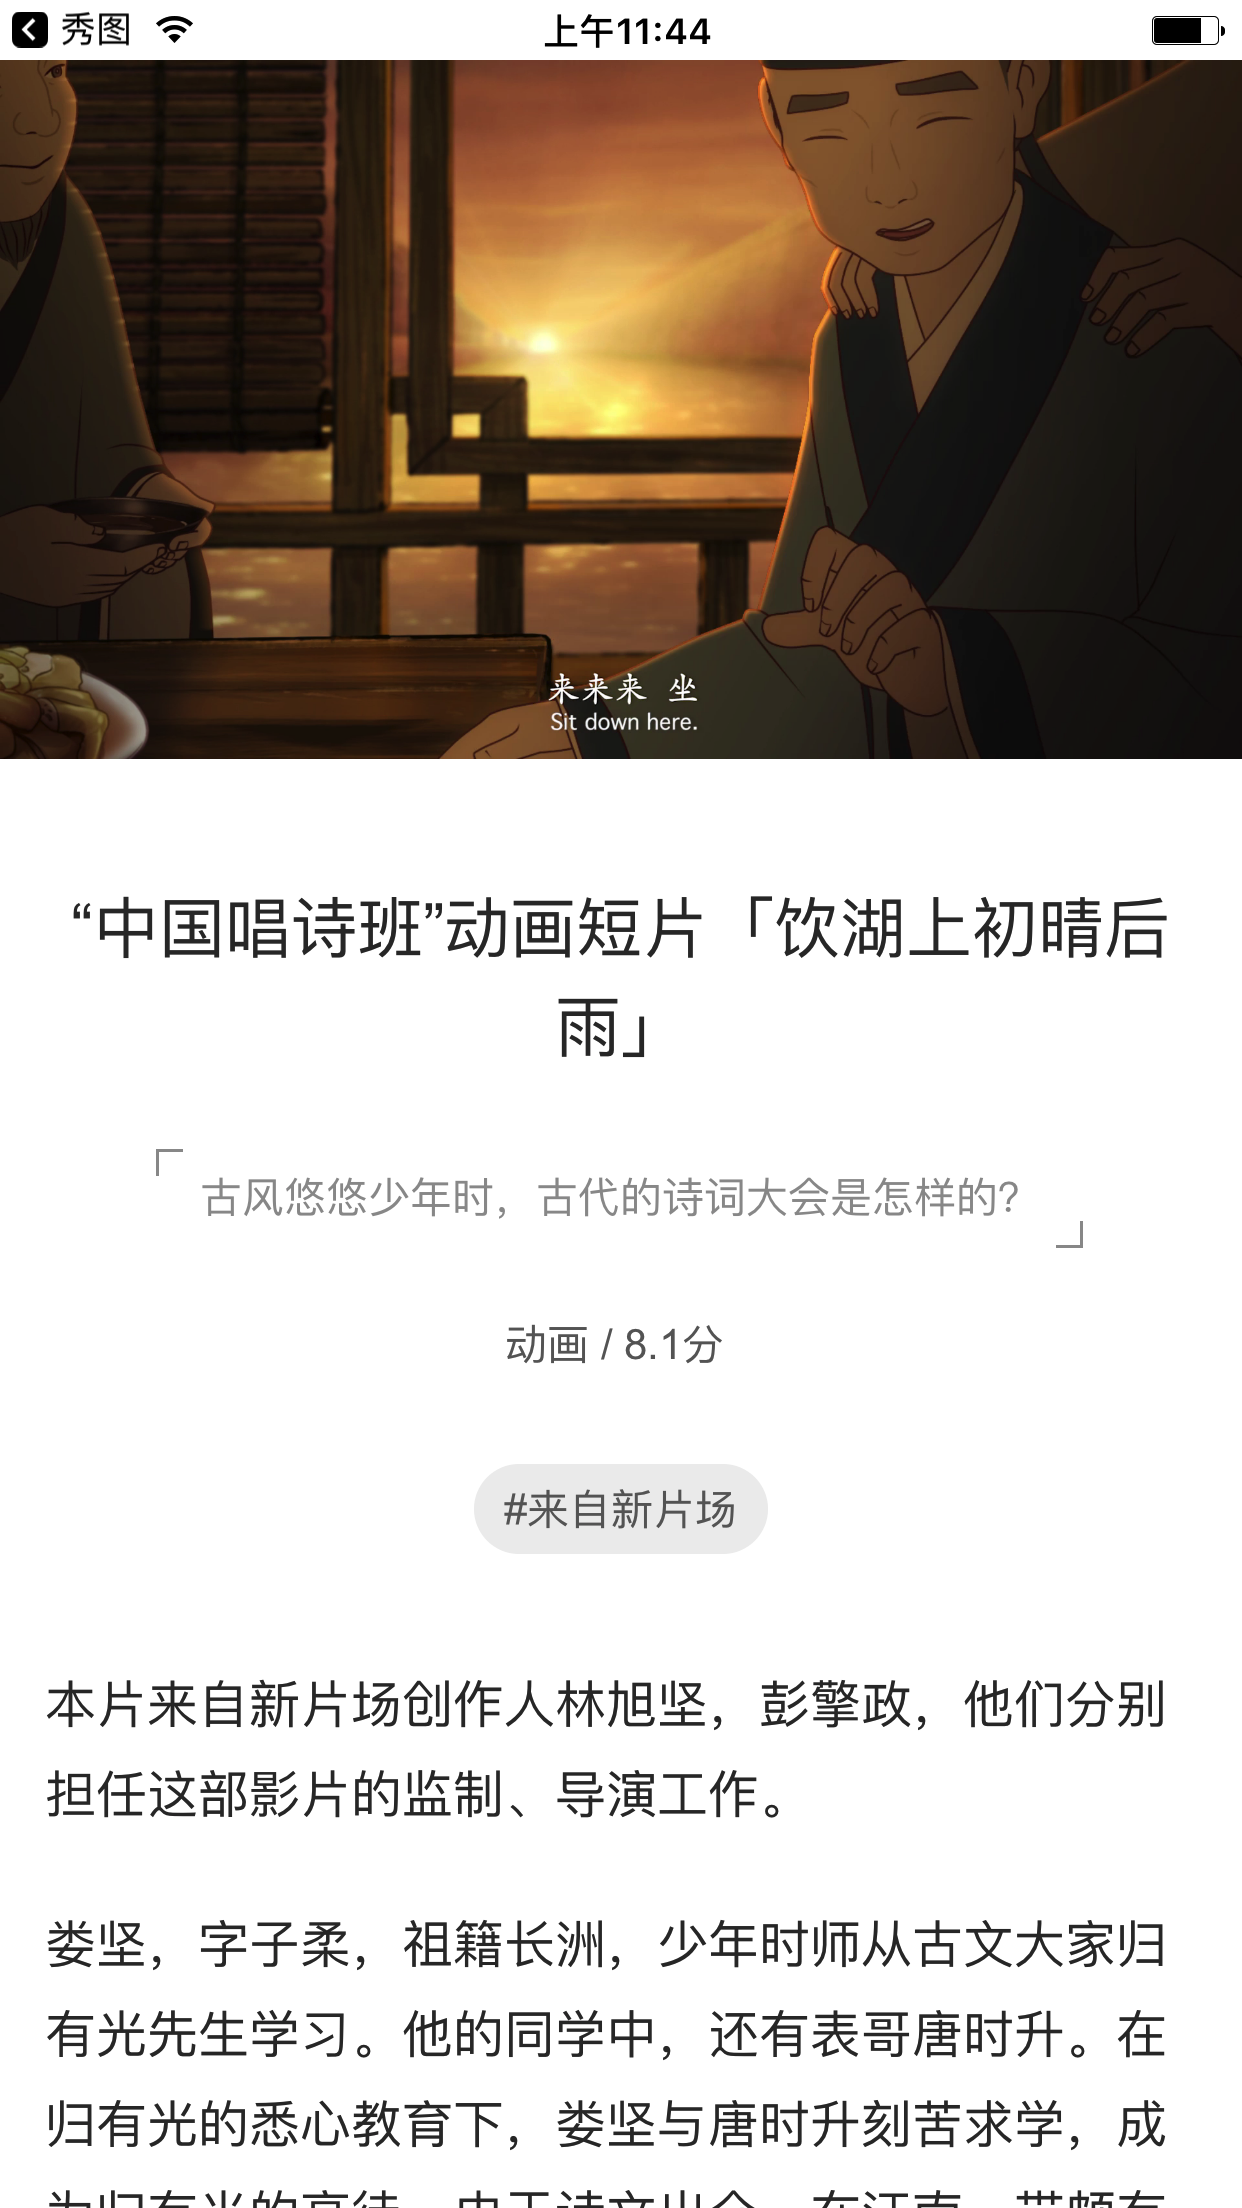 秀图
上午11:44
来来来 坐
Sit down here.
“中国唱诗班”动画短片「饮湖上初晴后
雨」
古风悠悠少年时，古代的诗词大会是怎样的?
动画 / 8.1分
#来自新片场
本片来自新片场创作人林旭坚，彭擎政，他们分别
担任这部影片的监制、导演工作。
娄坚，字子柔，祖籍长洲，少年时师从古文大家归
有光先生学习。他的同学中，还有表哥唐时升。在
归有光的悉心教育下，娄坚与唐时升刻苦求学，成